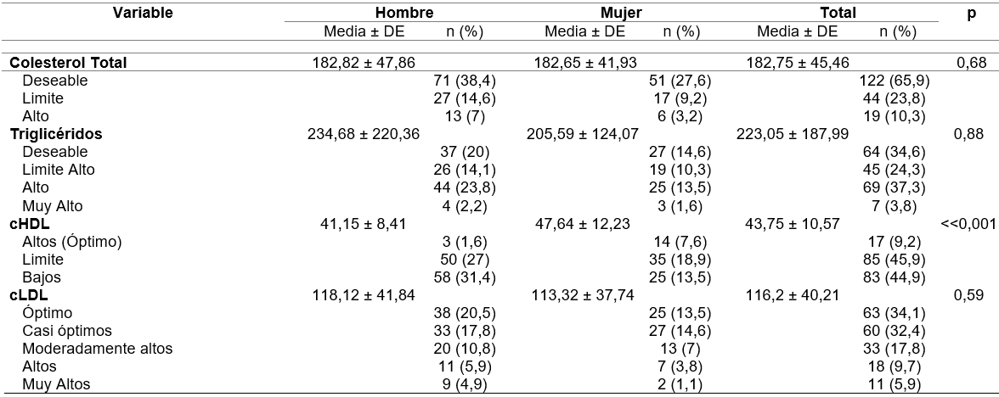 Variable Hombre Mujer Total p
Media ± DE n (%) Media ± DE n (%) Media ± DE n (%)
Colesterol Total 182,82 ± 47,86 182,65 ± 41,93 182,75 ± 45,46 0,68
Deseable 71 (38,4) 51 (27,6) 122 (65,9)
Limite 27 (14,6) 17 (9,2) 44 (23,8)
Alto 13 (7) 6 (3,2) 19 (10,3)
Triglicéridos 234,68 ± 220,36 205,59 ± 124,07 223,05 ± 187,99 0,88
Deseable 37 (20) 27 (14,6) 64 (34,6)
Limite Alto 26 (14,1) 19 (10,3) 45 (24,3)
Alto 44 (23,8) 25 (13,5) 69 (37,3)
Muy Alto 4 (2,2) 3 (1,6) 7 (3,8)
cHDL 41,15 ± 8,41 47,64 ± 12,23 43,75 ± 10,57 <<0,001
Altos (Óptimo) 3 (1,6) 14 (7,6) 17 (9,2)
Limite 50 (27) 35 (18,9) 85 (45,9)
Bajos 58 (31,4) 25 (13,5) 83 (44,9)
cLDL 118,12 ± 41,84 113,32 ± 37,74 116,2 ± 40,21 0,59
Óptimo 38 (20,5) 25 (13,5) 63 (34,1)
Casi óptimos 33 (17,8) 27 (14,6) 60 (32,4)
Moderadamente altos 20 (10,8) 13 (7) 33 (17,8)
Altos 11 (5,9) 7 (3,8) 18 (9,7)
Muy Altos 9 (4,9) 2 (1,1) 11 (5,9)